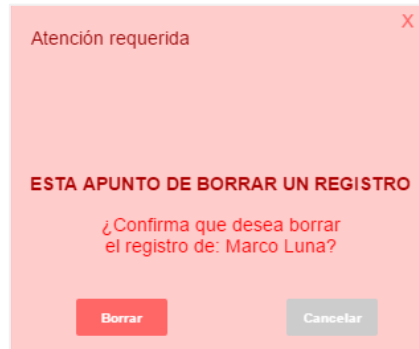 X
Atención requerida
ESTA APUNTO DE BORRAR UN REGISTRO
¿Confirma que desea borrar
el registro de: Marco Luna?
Borrar
Cancelar